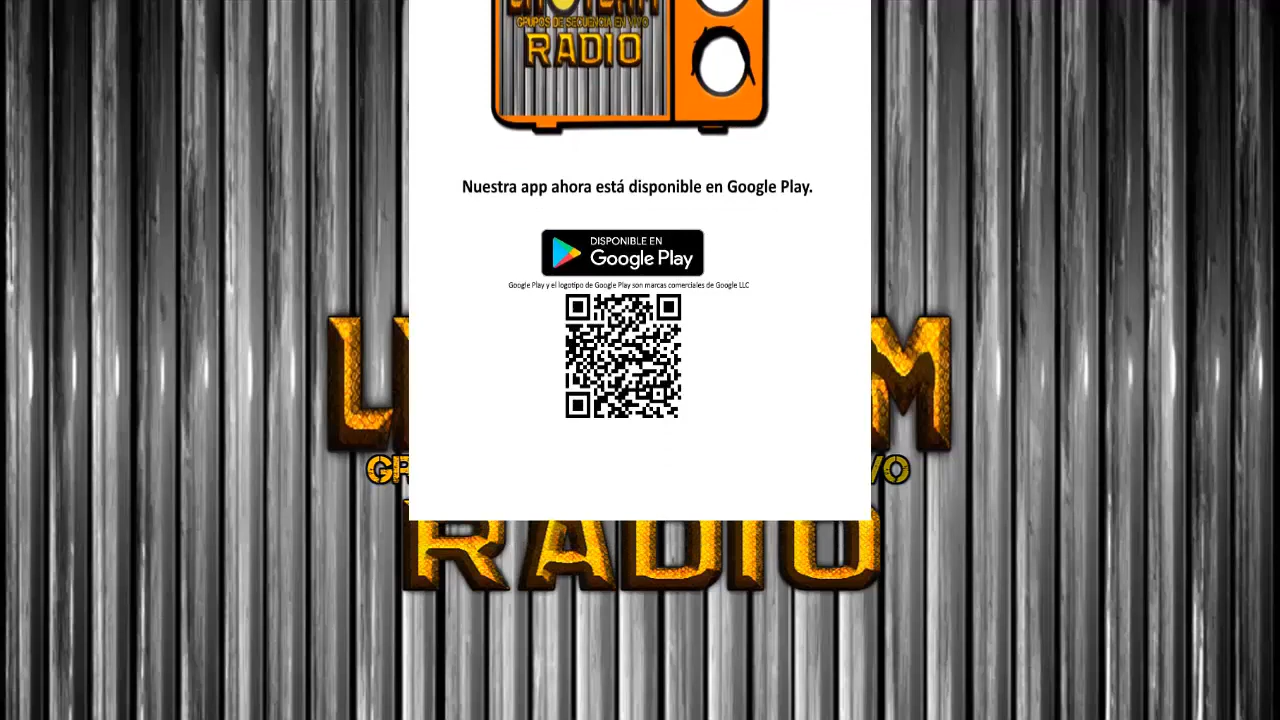 GRUPOS DE SECUENCIA EN VIVO
RADIO
Nuestra app ahora está disponible en Google Play.
DISPONIBLE EN
Google Play
Google Play y el logotipo de Google Play son marcas comerciales de Google LLC
RADIO